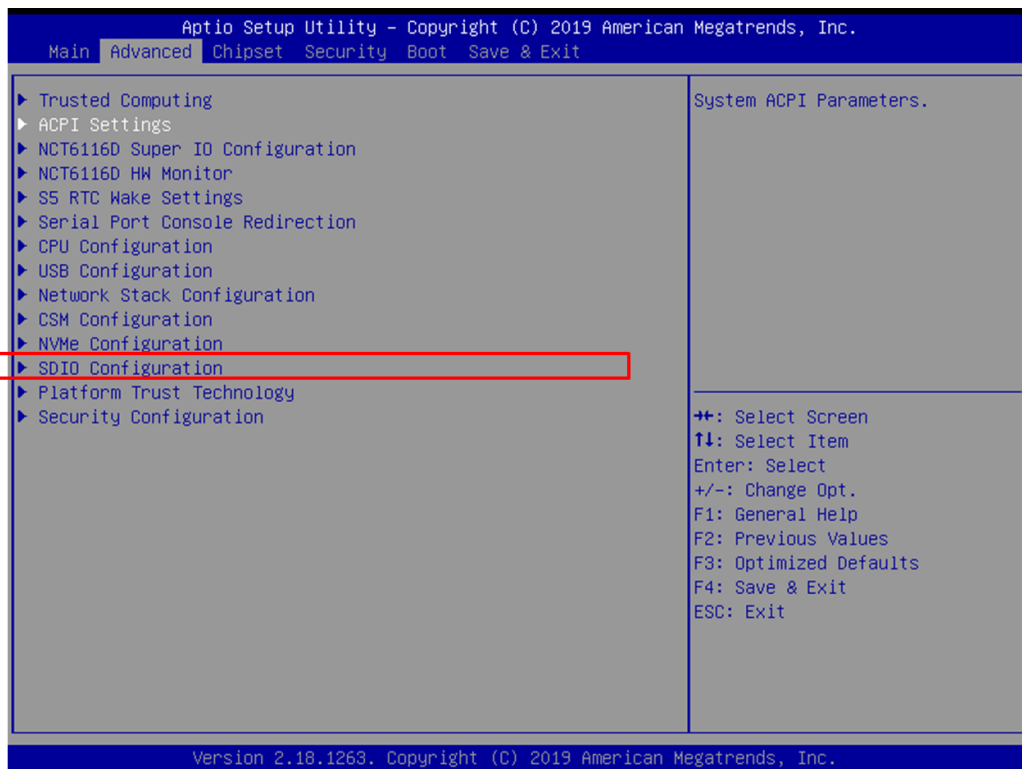 Aptio Setup Utility – Copyright (C) 2019 American Megatrends, Inc.
Main Advanced Chipset Security Boot Save & Exit
Trusted Computing
ACPI Settings
NCT6116D Super IO Configuration
NCT6116D HW Monitor
S5 RTC Wake Settings
Serial Port Console Redirection
CPU Configuration
USB Configuration
Network Stack Configuration
CSM Configuration
NVMe Configuration
SDIO Configuration
Platform Trust Technology
Security Configuration
System ACPI Parameters.
→←: Select Screen
↑↓: Select Item
Enter: Select
+/-: Change Opt.
F1: General Help
F2: Previous Values
F3: Optimized Defaults
F4: Save & Exit
ESC: Exit
Version 2.18.1263. Copyright (C) 2019 American Megatrends, Inc.